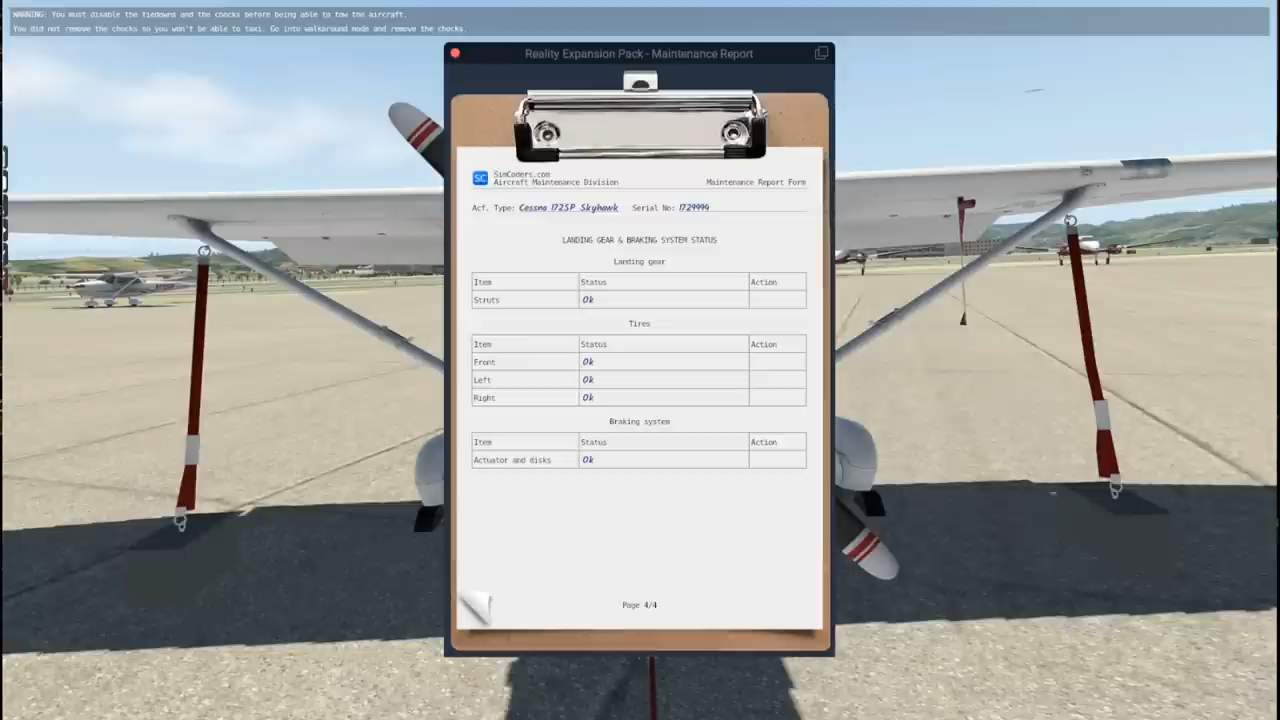 WARNING: You must disable the tiedowns and the chocks before being able to tow the aircraft.
You did not remove the chocks so you won't be able to taxi. Go into walkaround mode and remove the chocks.
Reality Expansion Pack - Maintenance Report
SC SimCoders.com
Aircraft Maintenance Division Maintenance Report Form
Acf. Type: Cessna 172SP Skyhawk Serial No: 1729994
LANDING GEAR & BRAKING SYSTEM STATUS
Landing gear
Item Status Action
Struts Ok
Tires
Item Status Action
Front Ok
Left Ok
Right Ok
Braking system
Item Status Action
Actuator and disks Ok
Page 4/4